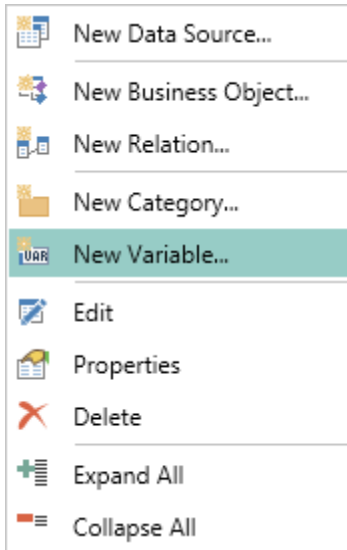 New Data Source...
New Business Object...
New Relation...
New Category...
VAR
New Variable...
Edit
Properties
Delete
Expand All
Collapse All